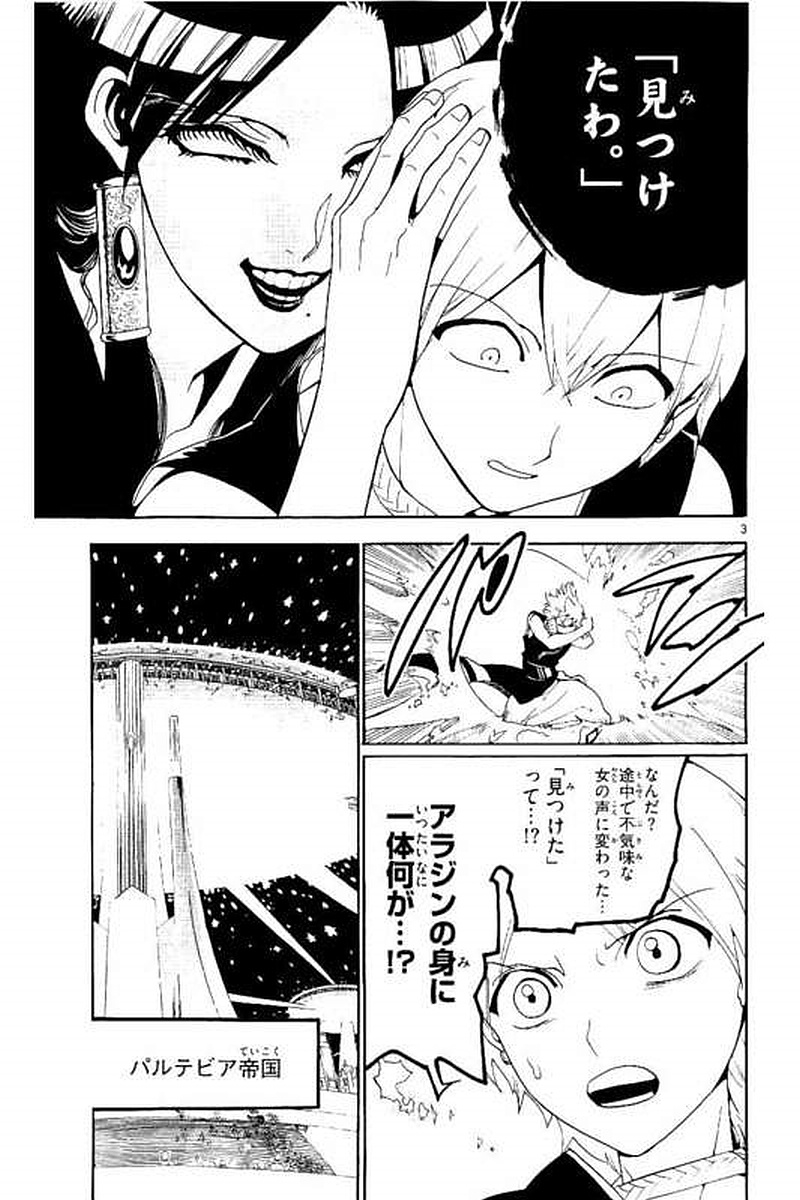 「見つけ
たわ。」
3
バッ
なんだ?
途中で不気味な
女の声に変わった…
「見つけた」
って…!?
アラジンの身に
一体何が…!?
パルテビア帝国